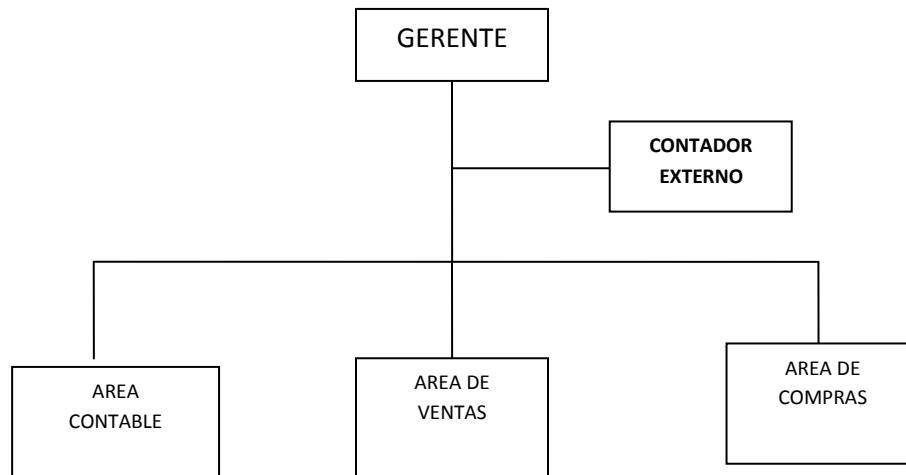 GERENTE
CONTADOR
EXTERNO
AREA
CONTABLE
AREA DE
VENTAS
AREA DE
COMPRAS